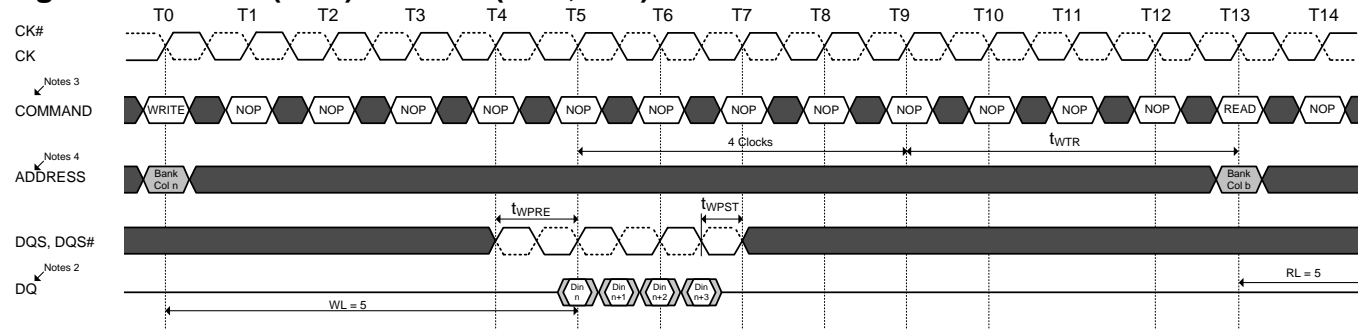 T0 T1 T2 T3 T4 T5 T6 T7 T8 T9 T10 T11 T12 T13 T14
CK#
CK
Notes 3
COMMAND WRITE NOP NOP NOP NOP NOP NOP NOP NOP NOP NOP NOP NOP READ NOP
4 Clocks tWTR
Notes 4
ADDRESS
Bank
Col n
Bank
Col b
tWPRE tWPST
DQS, DQS#
Notes 2
DQ
Din
n
Din
n+1
Din
n+2
Din
n+3
RL = 5
WL = 5